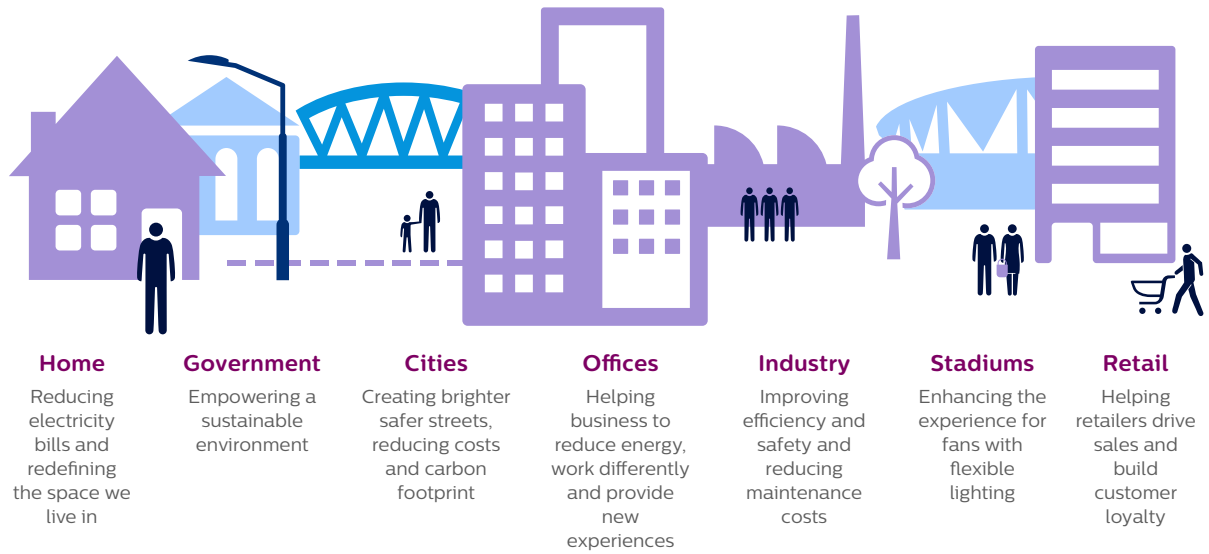 Home
Reducing
electricity
bills and
redefining
the space we
live in
Government
Empowering a
sustainable
environment
Cities
Creating brighter
safer streets,
reducing costs
and carbon
footprint
Offices
Helping
business to
reduce energy,
work differently
and provide
new
experiences
Industry
Improving
efficiency and
safety and
reducing
maintenance
costs
Stadiums
Enhancing the
experience for
fans with
flexible
lighting
Retail
Helping
retailers drive
sales and
build
customer
loyalty